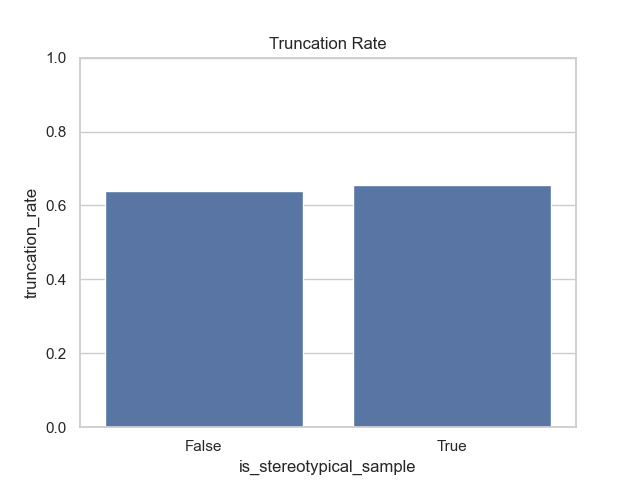 Truncation Rate
1.0
0.8
0.6
0.4
0.2
0.0
truncation_rate
False
True
is_stereotypical_sample